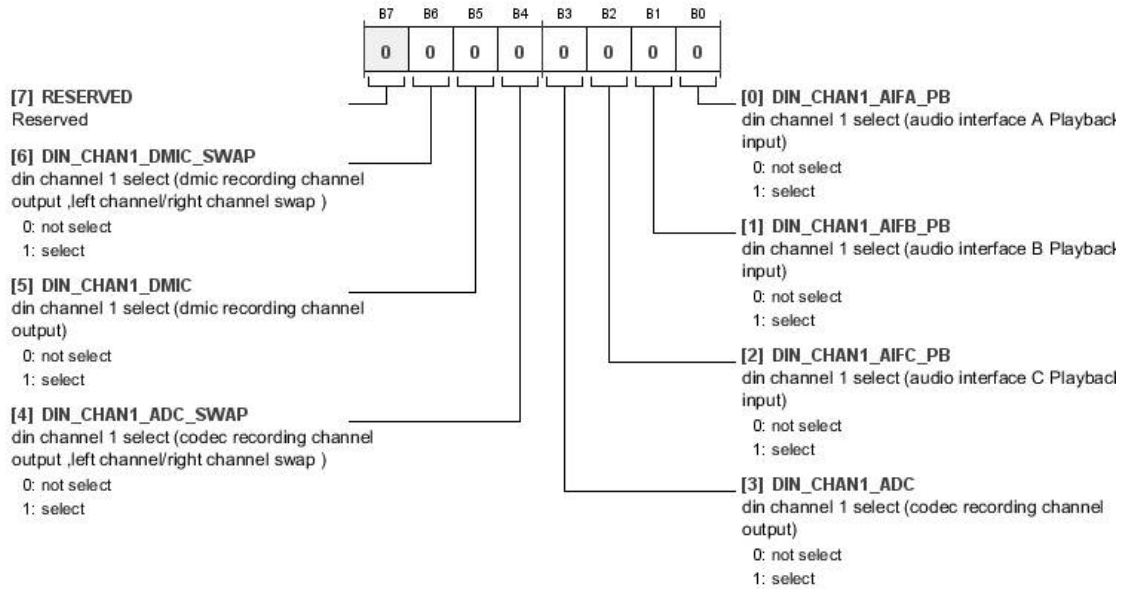 B7 B6 B5 B4 B3 B2 B1 B0
0 0 0 0 0 0 0 0
[7] RESERVED
Reserved
[6] DIN_CHAN1_DMIC_SWAP
din channel 1 select (dmic recording channel
output ,left channel/right channel swap )
0: not select
1: select
[5] DIN_CHAN1_DMIC
din channel 1 select (dmic recording channel
output)
0: not select
1: select
[4] DIN_CHAN1_ADC_SWAP
din channel 1 select (codec recording channel
output ,left channel/right channel swap )
0: not select
1: select
[0] DIN_CHAN1_AIFA_PB
din channel 1 select (audio interface A Playback
input)
0: not select
1: select
[1] DIN_CHAN1_AIFB_PB
din channel 1 select (audio interface B Playback
input)
0: not select
1: select
[2] DIN_CHAN1_AIFC_PB
din channel 1 select (audio interface C Playback
input)
0: not select
1: select
[3] DIN_CHAN1_ADC
din channel 1 select (codec recording channel
output)
0: not select
1: select